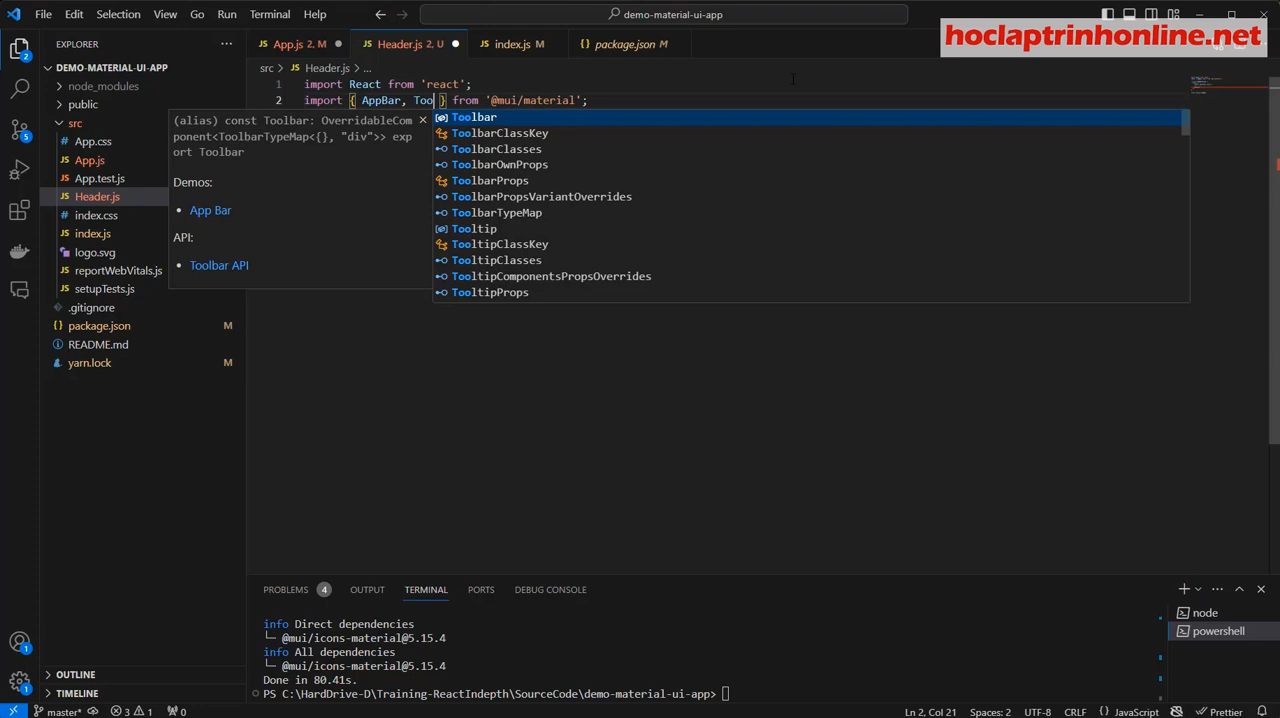 File Edit Selection View Go Run Terminal Help
demo-material-ui-app
hoclaptrinhonline.net
EXPLORER
App.js 2, M
Header.js 2, U
index.js M
package.json M
DEMO-MATERIAL-UI-APP
src > Header.js > ...
node_modules
public
src
App.css
App.js
App.test.js
Header.js
index.css
index.js
logo.svg
reportWebVitals.js
setupTests.js
.gitignore
package.json M
README.md
yarn.lock M
OUTLINE
TIMELINE
1 import React from 'react';
2 import { AppBar, Too } from '@mui/material';
(alias) const Toolbar: OverridableCom
ponent<ToolbarTypeMap<{}, "div">> exp
ort Toolbar
Demos:
• App Bar
API:
• Toolbar API
Toolbar
ToolbarClassKey
ToolbarClasses
ToolbarOwnProps
ToolbarProps
ToolbarPropsVariantOverrides
ToolbarTypeMap
Tooltip
TooltipClassKey
TooltipClasses
TooltipComponentsPropsOverrides
TooltipProps
PROBLEMS 4 OUTPUT TERMINAL PORTS DEBUG CONSOLE
info Direct dependencies
└─ @mui/icons-material@5.15.4
info All dependencies
└─ @mui/icons-material@5.15.4
Done in 80.41s.
PS C:\HardDrive-D\Training-ReactIndepth\SourceCode\demo-material-ui-app>
node
powershell
2
5
1
1
master* 3 1 0
Ln 2, Col 21 Spaces: 2 UTF-8 CRLF {} JavaScript Prettier